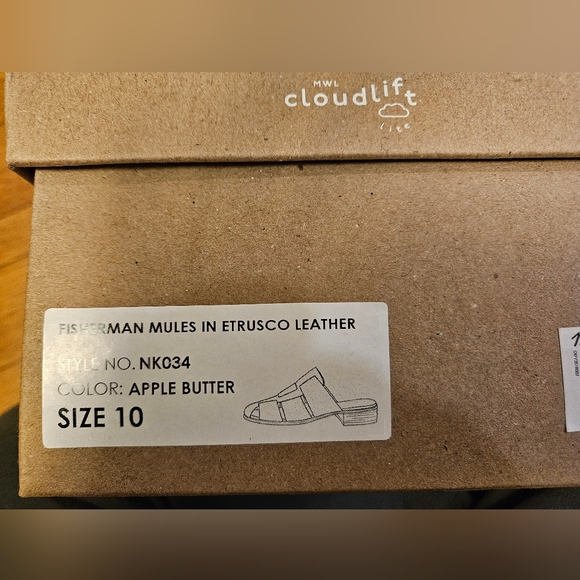 MWL
cloudlift
lite
FISHERMAN MULES IN ETRUSCO LEATHER
STYLE NO. NK034
COLOR: APPLE BUTTER
SIZE 10